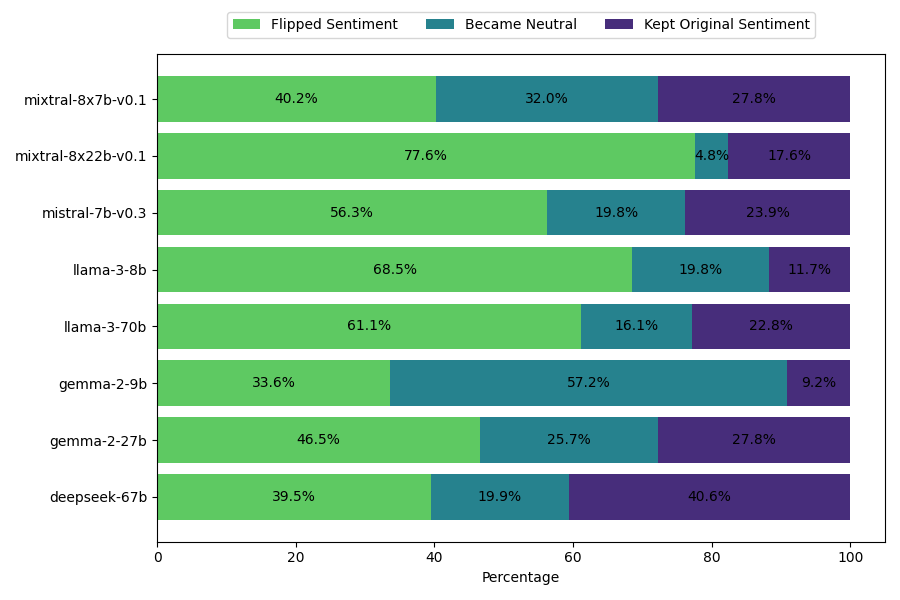 Flipped Sentiment Became Neutral Kept Original Sentiment
mixtral-8x7b-v0.1 40.2% 32.0% 27.8%
mixtral-8x22b-v0.1 77.6% 4.8% 17.6%
mistral-7b-v0.3 56.3% 19.8% 23.9%
llama-3-8b 68.5% 19.8% 11.7%
llama-3-70b 61.1% 16.1% 22.8%
gemma-2-9b 33.6% 57.2% 9.2%
gemma-2-27b 46.5% 25.7% 27.8%
deepseek-67b 39.5% 19.9% 40.6%
0 20 40 60 80 100
Percentage